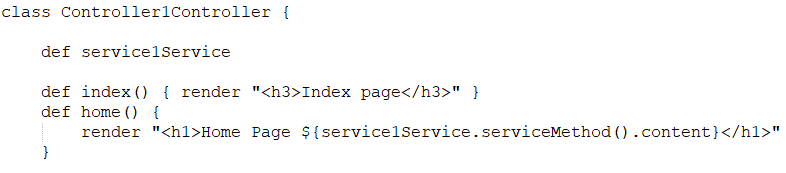 class Controller1Controller {
def service1Service
def index() { render "<h3>Index page</h3>" }
def home() {
render "<h1>Home Page ${service1Service.serviceMethod().content}</h1>"
}